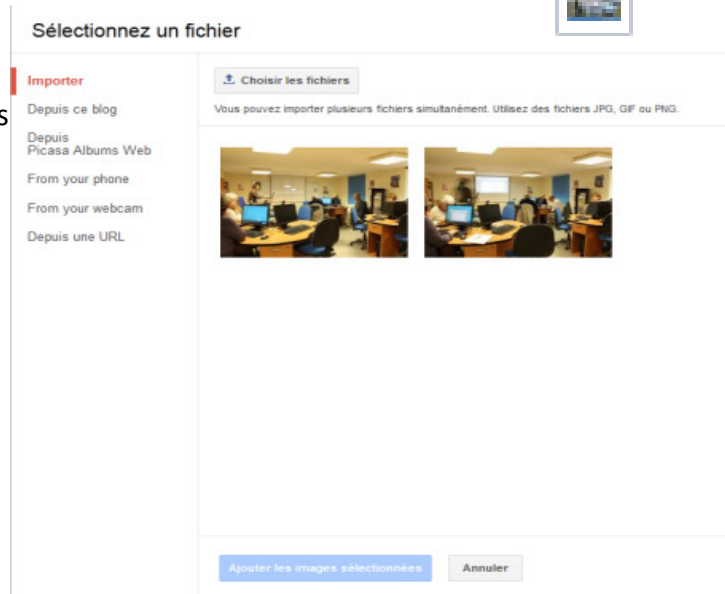 Sélectionnez un fichier
Importer
Depuis ce blog
Depuis
Picasa Albums Web
From your phone
From your webcam
Depuis une URL
s
Choisir les fichiers
Vous pouvez importer plusieurs fichiers simultanément. Utilisez des fichiers JPG, GIF ou PNG.
Ajouter les images sélectionnées
Annuler